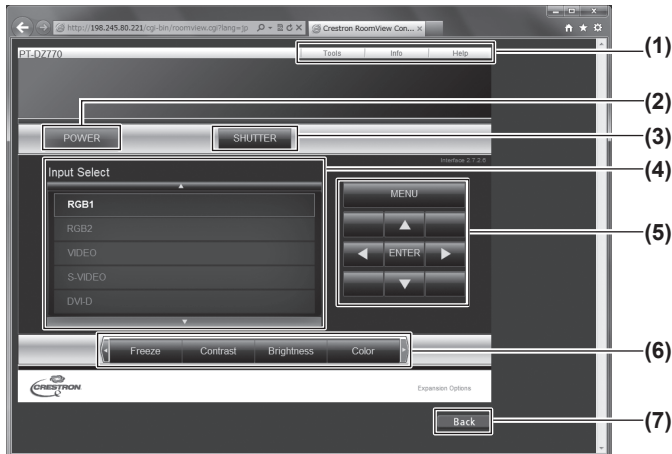 http://198.245.80.221/cgi-bin/roomview.cgi?lang=jp
Crestron RoomView Con...
PT-DZ770
Tools Info Help
(1)
(2)
POWER
SHUTTER
(3)
Interface 2.7.2.6
(4)
Input Select
RGB1
RGB2
VIDEO
S-VIDEO
DVI-D
MENU
ENTER
(5)
Freeze Contrast Brightness Color
(6)
CRESTRON
Expansion Options
Back
(7)